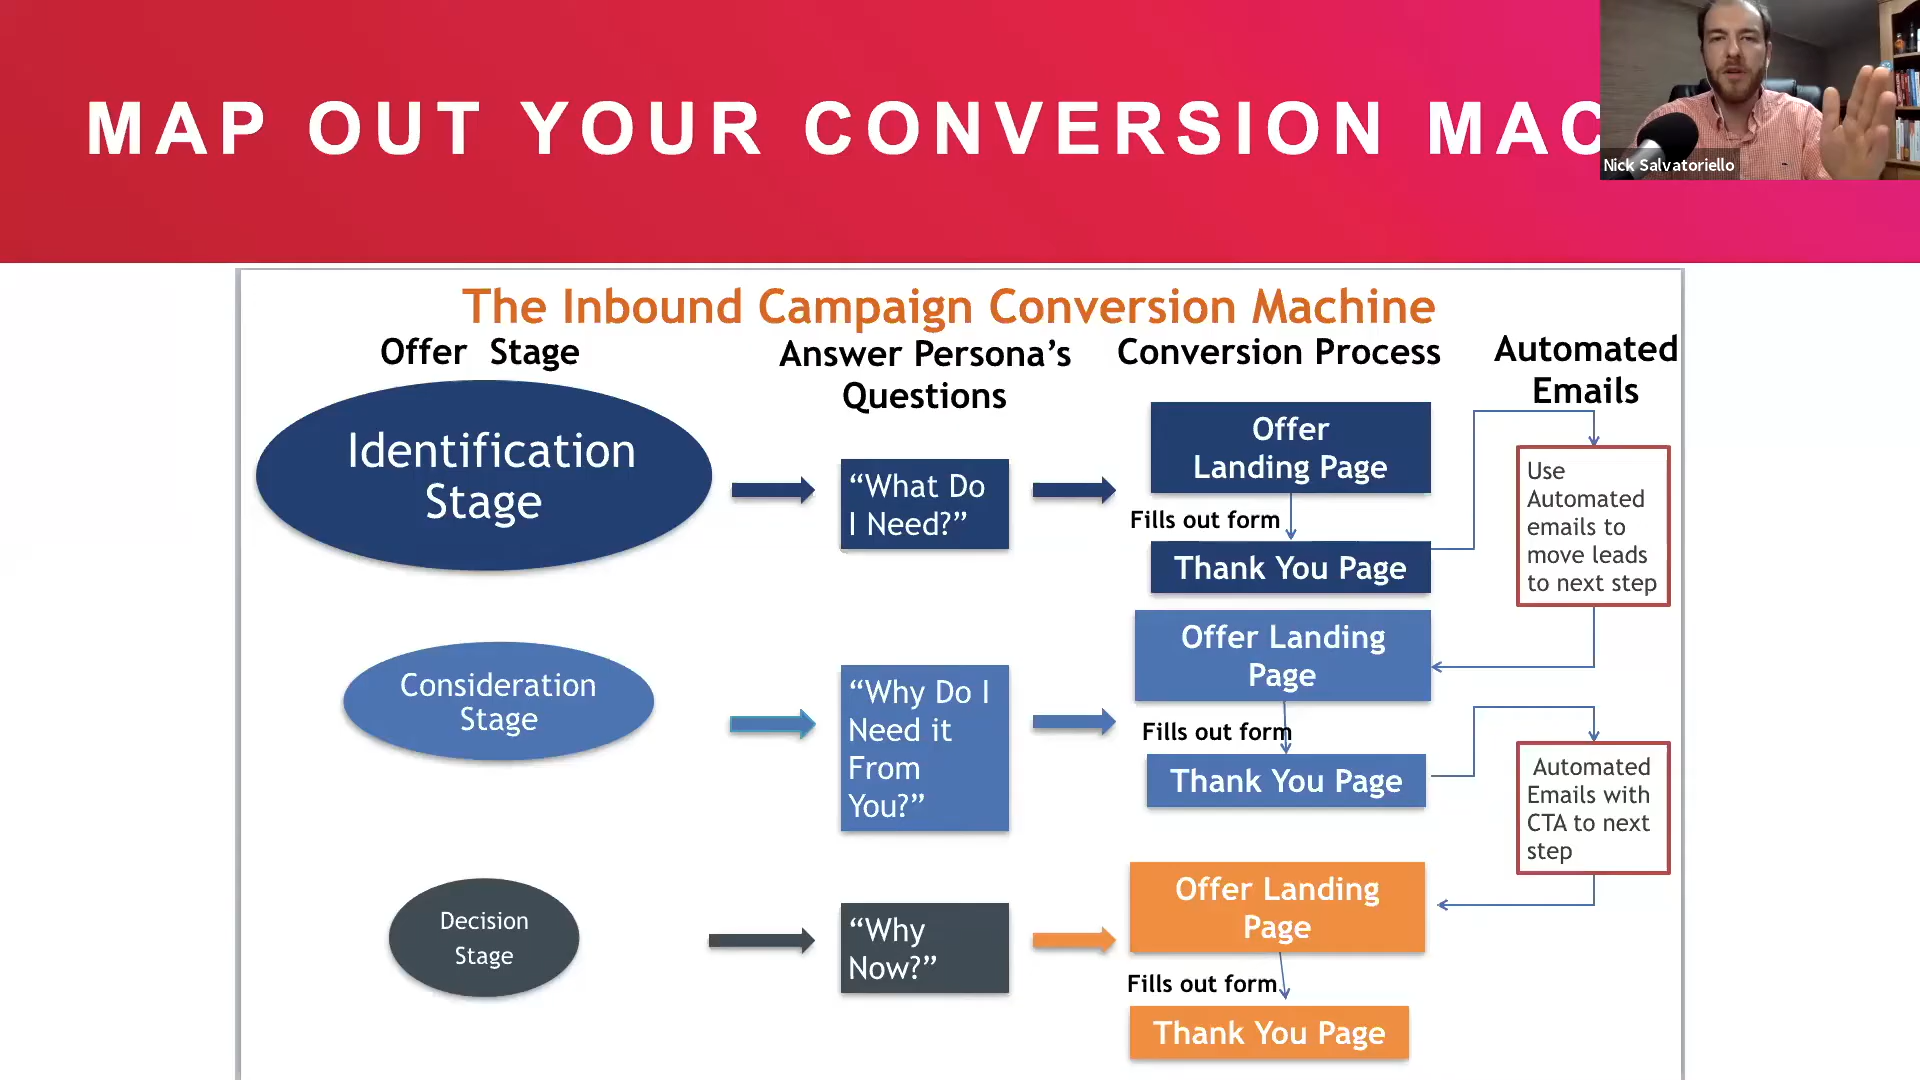 MAP OUT YOUR CONVERSION MAC
Nick Salvatoriello
The Inbound Campaign Conversion Machine
Offer Stage
Answer Persona's
Questions
Conversion Process
Automated
Emails
Identification
Stage
“What Do
I Need?”
Offer
Landing Page
Fills out form
Thank You Page
Use
Automated
emails to
move leads
to next step
Consideration
Stage
“Why Do I
Need it
From
You?”
Offer Landing
Page
Fills out form
Thank You Page
Automated
Emails with
CTA to next
step
Decision
Stage
“Why
Now?”
Offer Landing
Page
Fills out form
Thank You Page